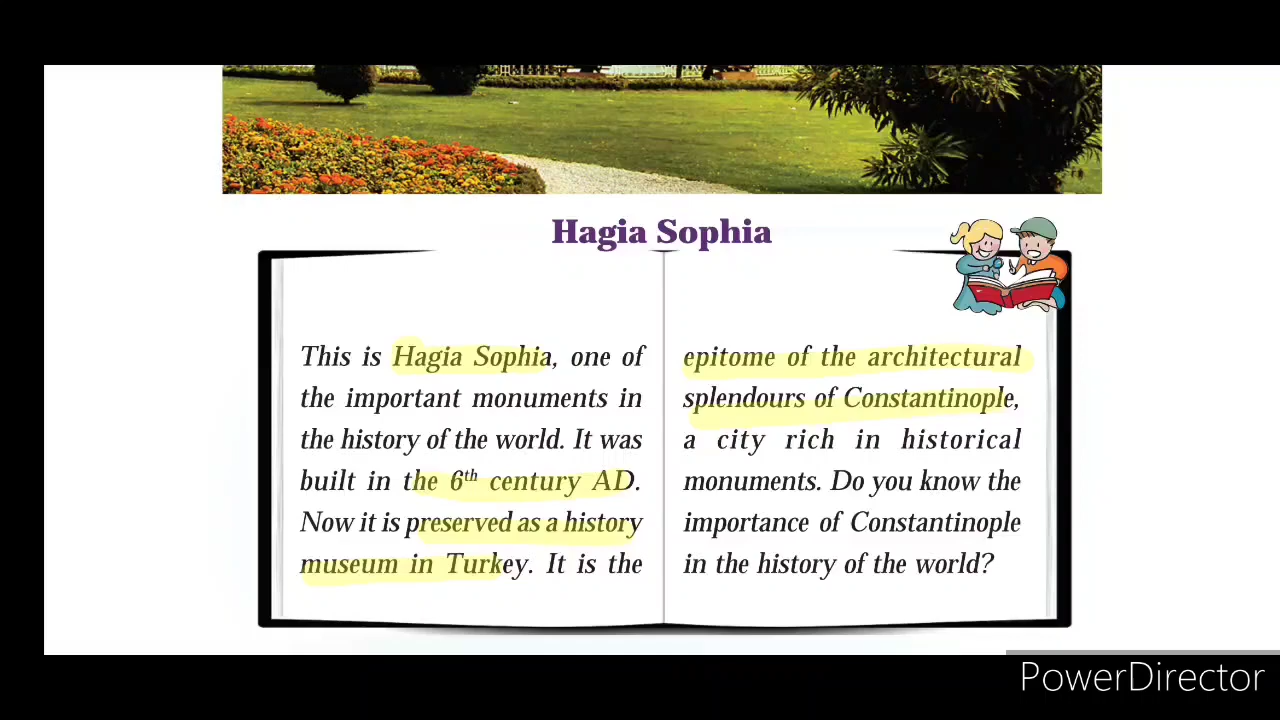 Hagia Sophia
This is Hagia Sophia, one of
the important monuments in
the history of the world. It was
built in the 6th century AD.
Now it is preserved as a history
museum in Turkey. It is the
epitome of the architectural
splendours of Constantinople,
a city rich in historical
monuments. Do you know the
importance of Constantinople
in the history of the world?
PowerDirector